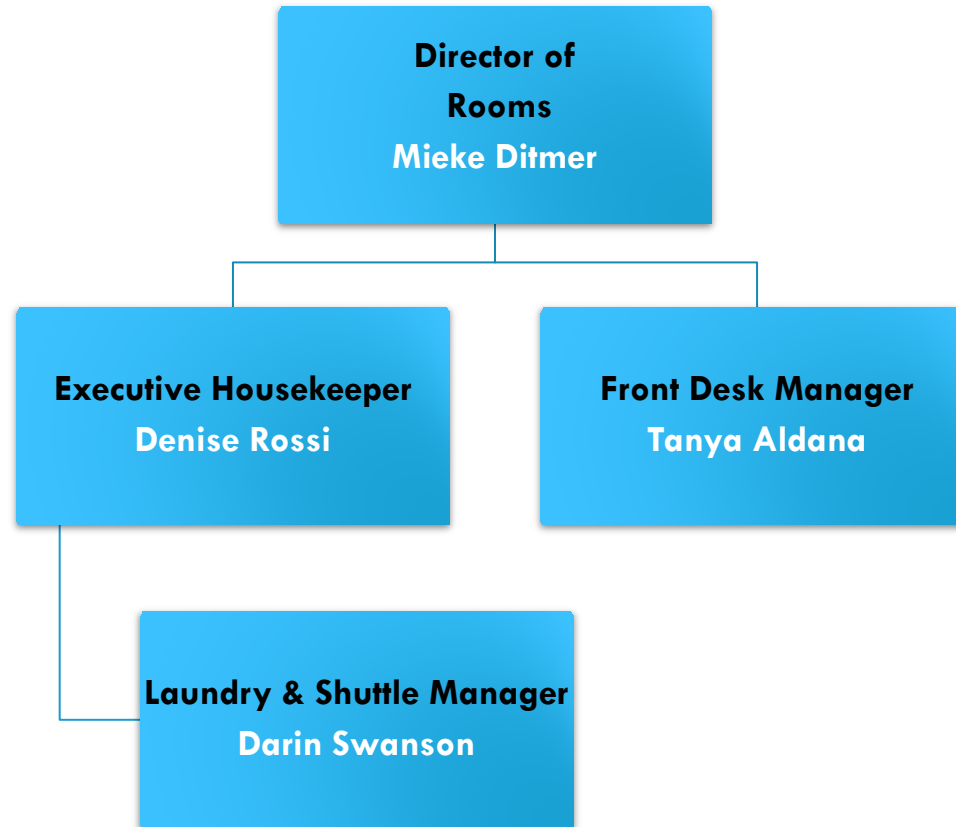 Director of
Rooms
Mieke Ditmer
Executive Housekeeper
Denise Rossi
Front Desk Manager
Tanya Aldana
Laundry & Shuttle Manager
Darin Swanson